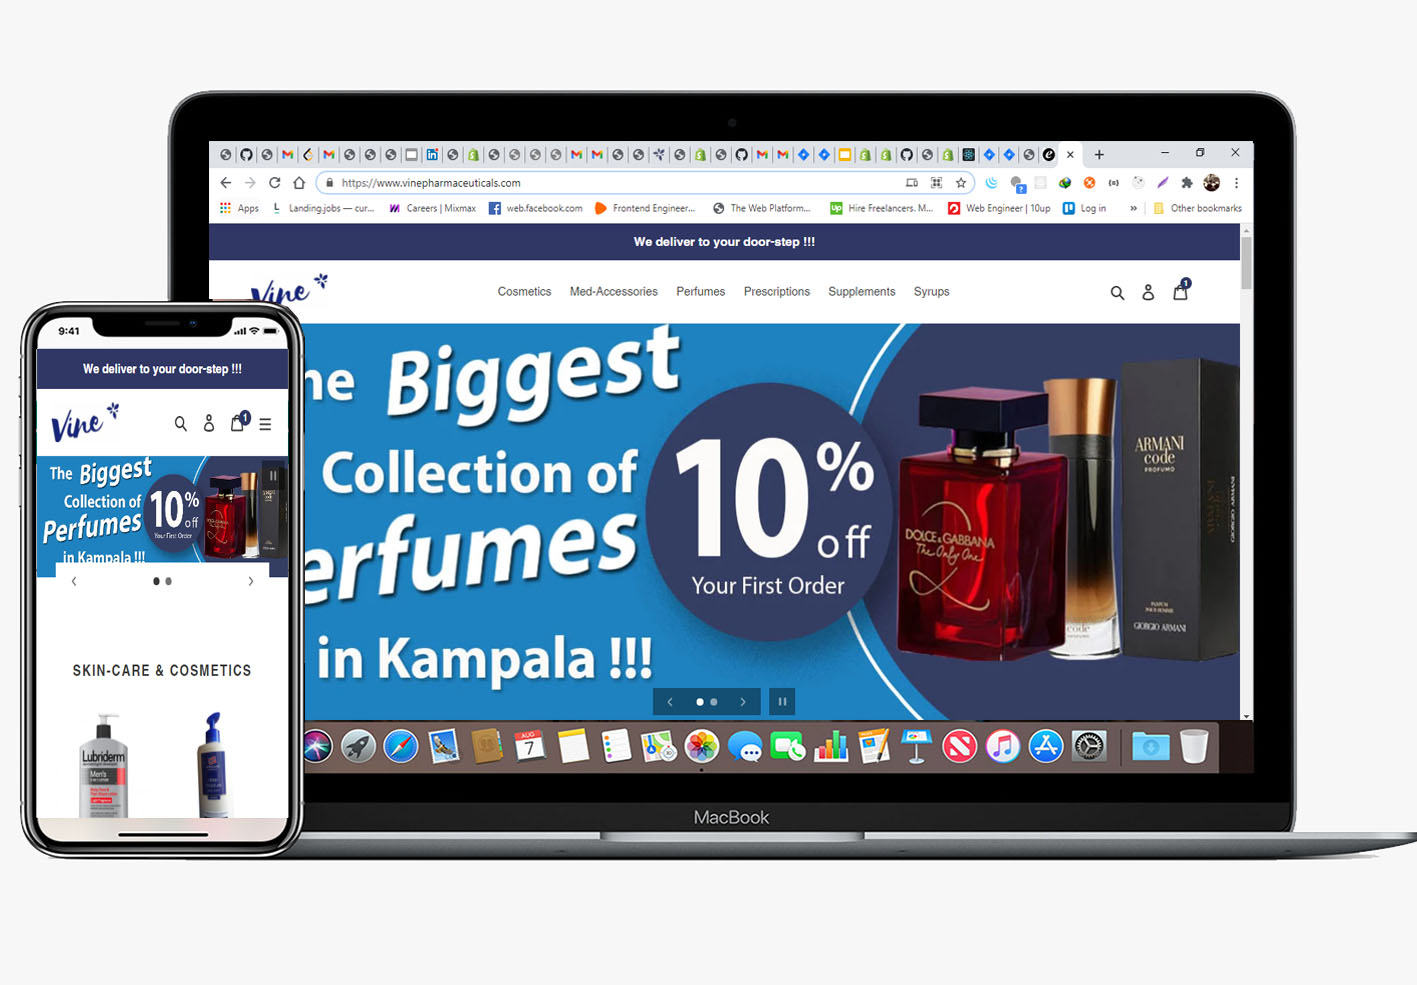 https://www.vinepharmaceuticals.com
Apps
Landing.jobs — cur...
Careers | Mixmax
web.facebook.com
Frontend Engineer...
The Web Platform...
Hire Freelancers. M...
Web Engineer | 10up
Log in
»
Other bookmarks
We deliver to your door-step !!!
Vine
Cosmetics
Med-Accessories
Perfumes
Prescriptions
Supplements
Syrups
1
he Biggest
Collection of
erfumes
in Kampala !!!
10%
off
Your First Order
DOLCE&GABBANA
The Only One
code
ARMANI
code
PROFUMO
PARFUM
POUR HOMME
GIORGIO ARMANI
AUG
7
MacBook
9:41
We deliver to your door-step !!!
Vine
1
The Biggest
Collection of
Perfumes
in Kampala !!!
10%
off
Your First Order
SKIN-CARE & COSMETICS
Lubriderm
Men's